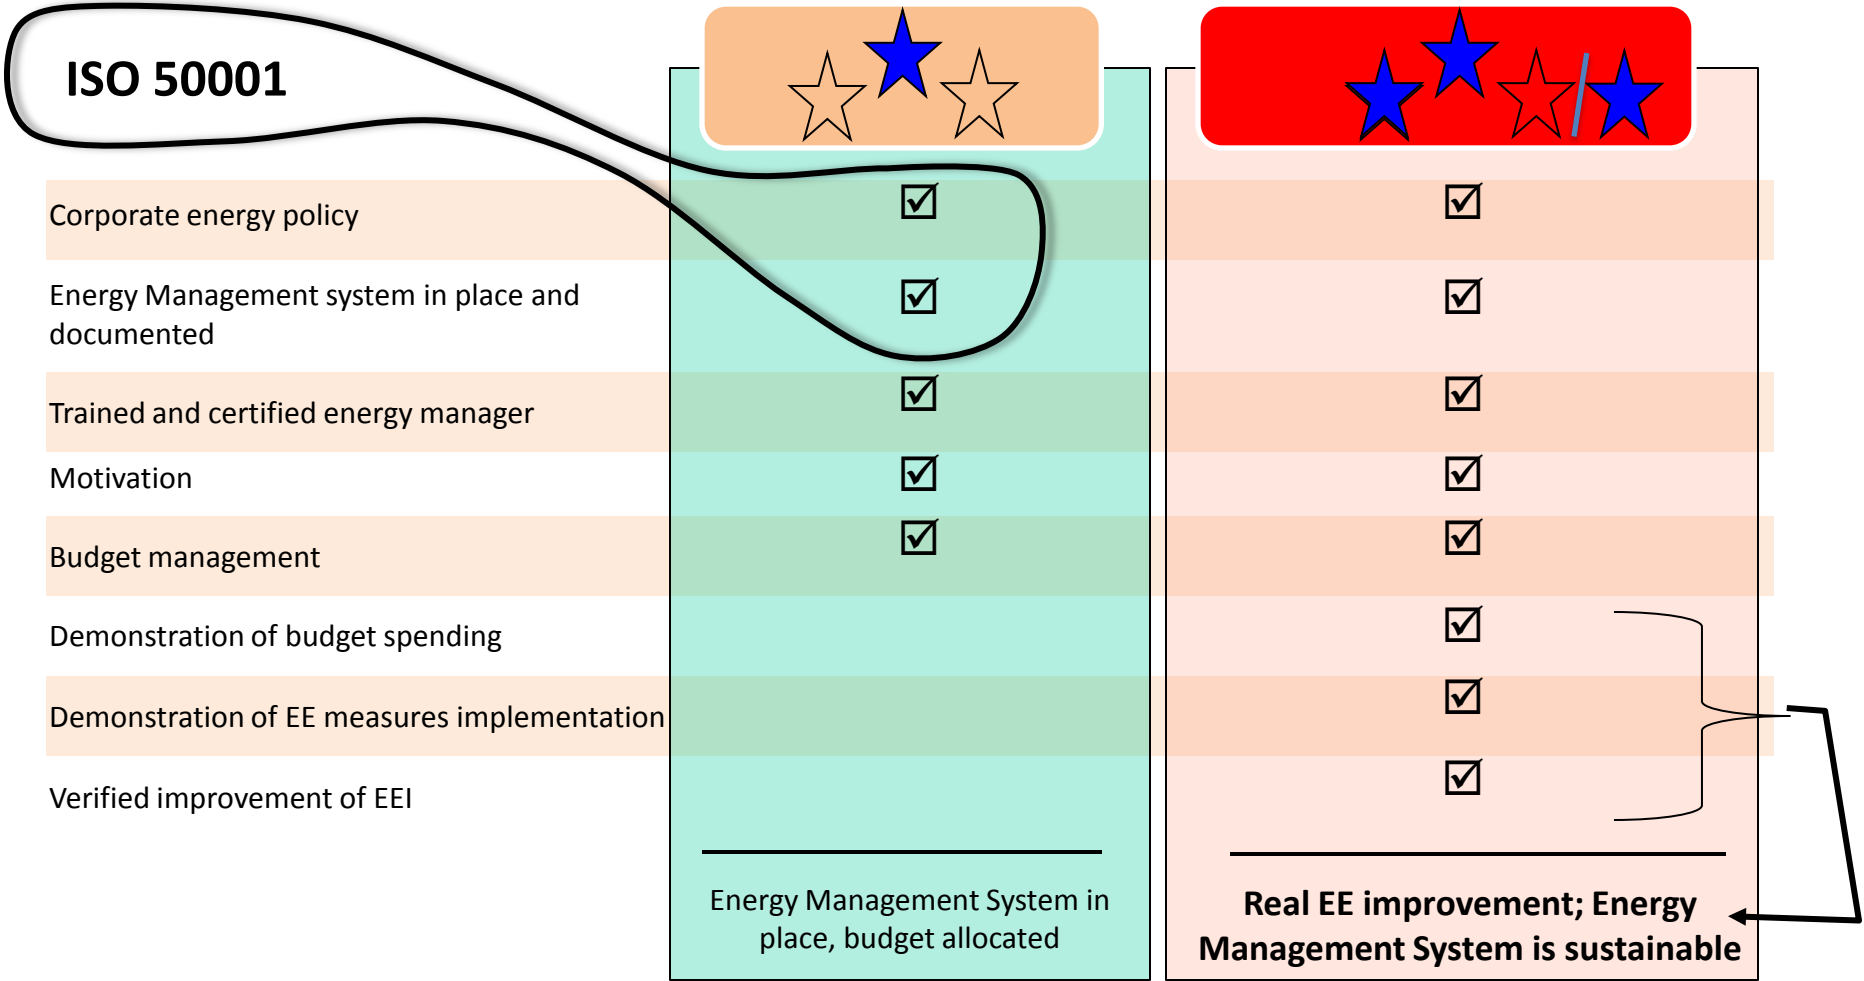 ISO 50001
Corporate energy policy
Energy Management system in place and
documented
Trained and certified energy manager
Motivation
Budget management
Demonstration of budget spending
Demonstration of EE measures implementation
Verified improvement of EEI
Energy Management System in
place, budget allocated
Real EE improvement; Energy
Management System is sustainable